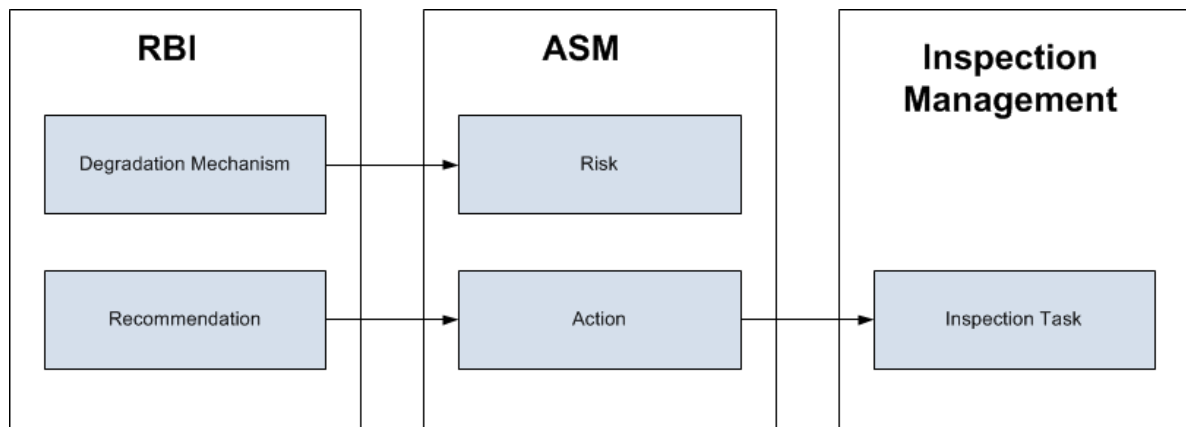 RBI
ASM
Inspection
Management
Degradation Mechanism
Risk
Recommendation
Action
Inspection Task